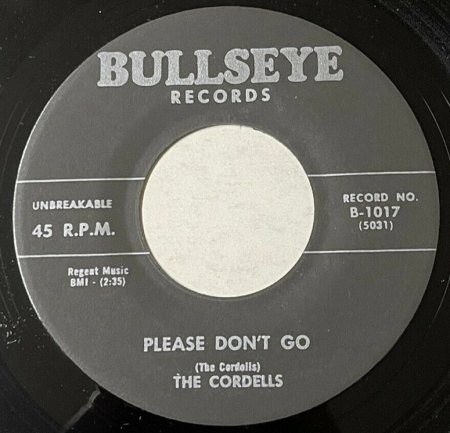 BULLSEYE
RECORDS
UNBREAKABLE
45 R.P.M.
RECORD NO.
B-1017
(5031)
Regent Music
BMI - (2:35)
PLEASE DON'T GO
(The Cordells)
THE CORDELLS